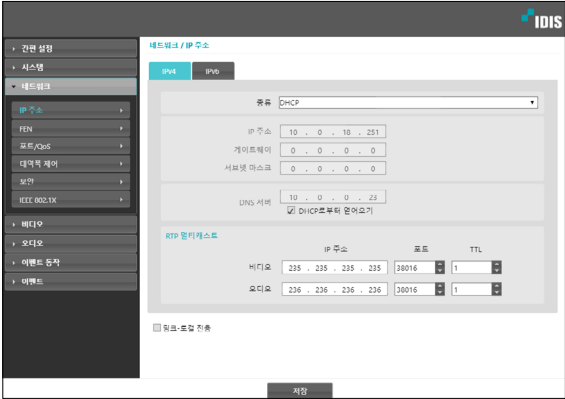 IDIS
간편 설정
시스템
네트워크
IP 주소
FEN
포트/QoS
대역폭 제어
보안
IEEE 802.1X
비디오
오디오
이벤트 동작
이벤트
네트워크 / IP 주소
IPv4 IPv6
종류 DHCP
IP 주소 10 . 0 . 18 . 251
게이트웨이 0 . 0 . 0 . 0
서브넷 마스크 0 . 0 . 0 . 0
DNS 서버 10 . 0 . 0 . 23
DHCP로부터 얻어오기
RTP 멀티캐스트
IP 주소 포트 TTL
비디오 235 . 235 . 235 . 235 38016 1
오디오 236 . 236 . 236 . 236 38016 1
링크-로컬 전용
저장